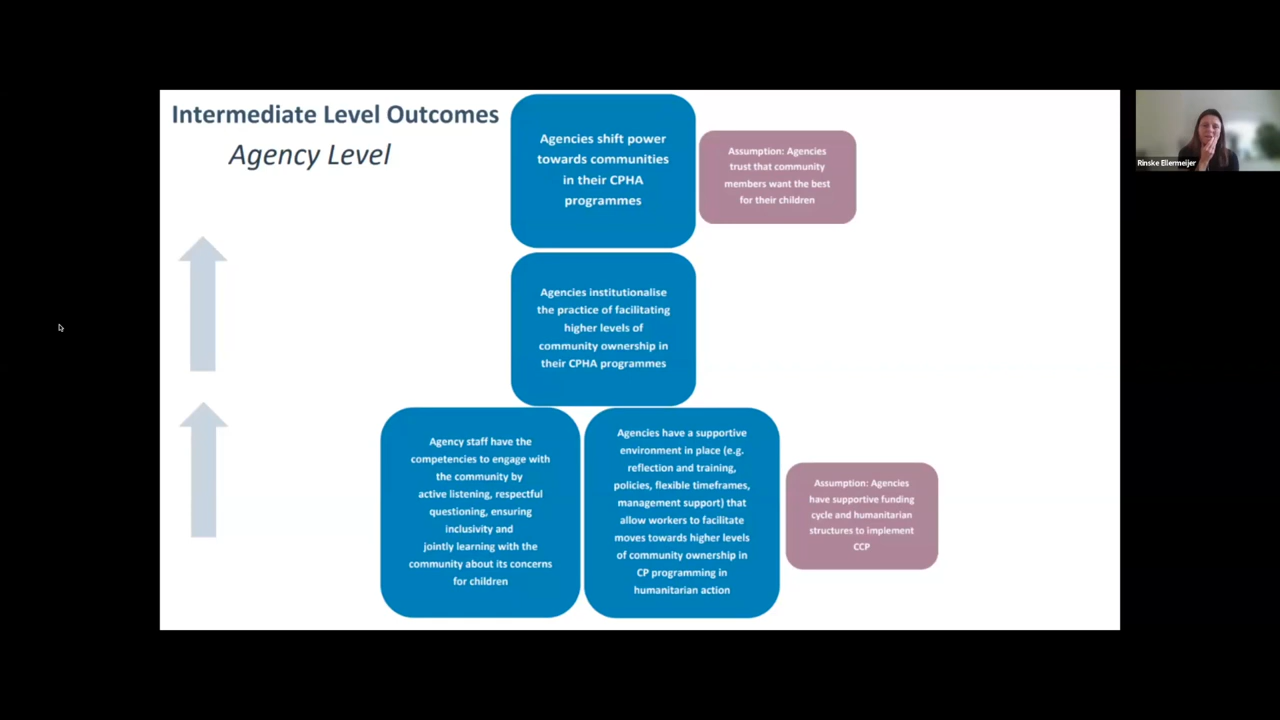 Intermediate Level Outcomes
Agency Level
Agencies shift power
towards communities
in their CPHA
programmes
Assumption: Agencies
trust that community
members want the best
for their children
Agencies institutionalise
the practice of facilitating
higher levels of
community ownership in
their CPHA programmes
Agency staff have the
competencies to engage with
the community by
active listening, respectful
questioning, ensuring
inclusivity and
jointly learning with the
community about its concerns
for children
Agencies have a supportive
environment in place (e.g.
reflection and training,
policies, flexible timeframes,
management support) that
allow workers to facilitate
moves towards higher levels
of community ownership in
CP programming in
humanitarian action
Assumption: Agencies
have supportive funding
cycle and humanitarian
structures to implement
CCP
Rinske Ellermeijer